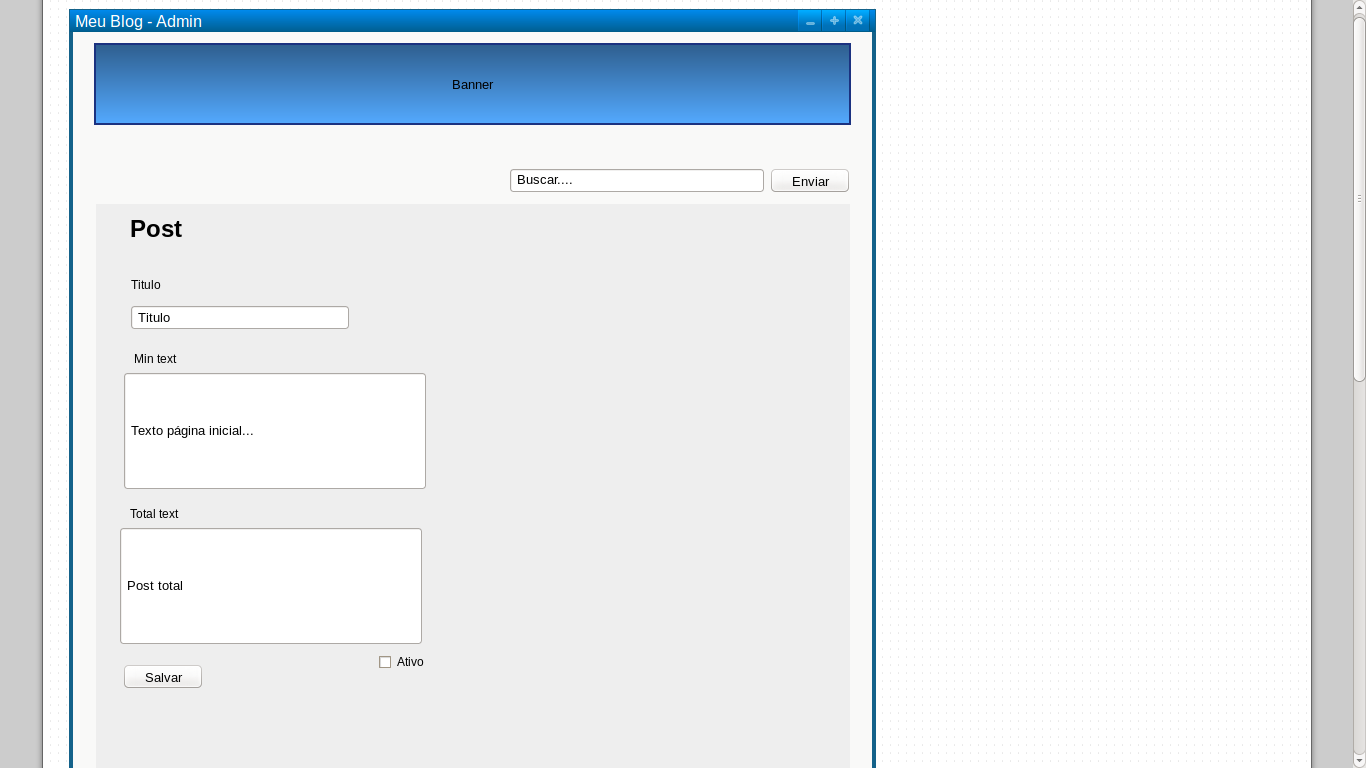 Meu Blog - Admin
Banner
Buscar.... Enviar
Post
Titulo
Titulo
Min text
Texto página inicial...
Total text
Post total
Ativo
Salvar